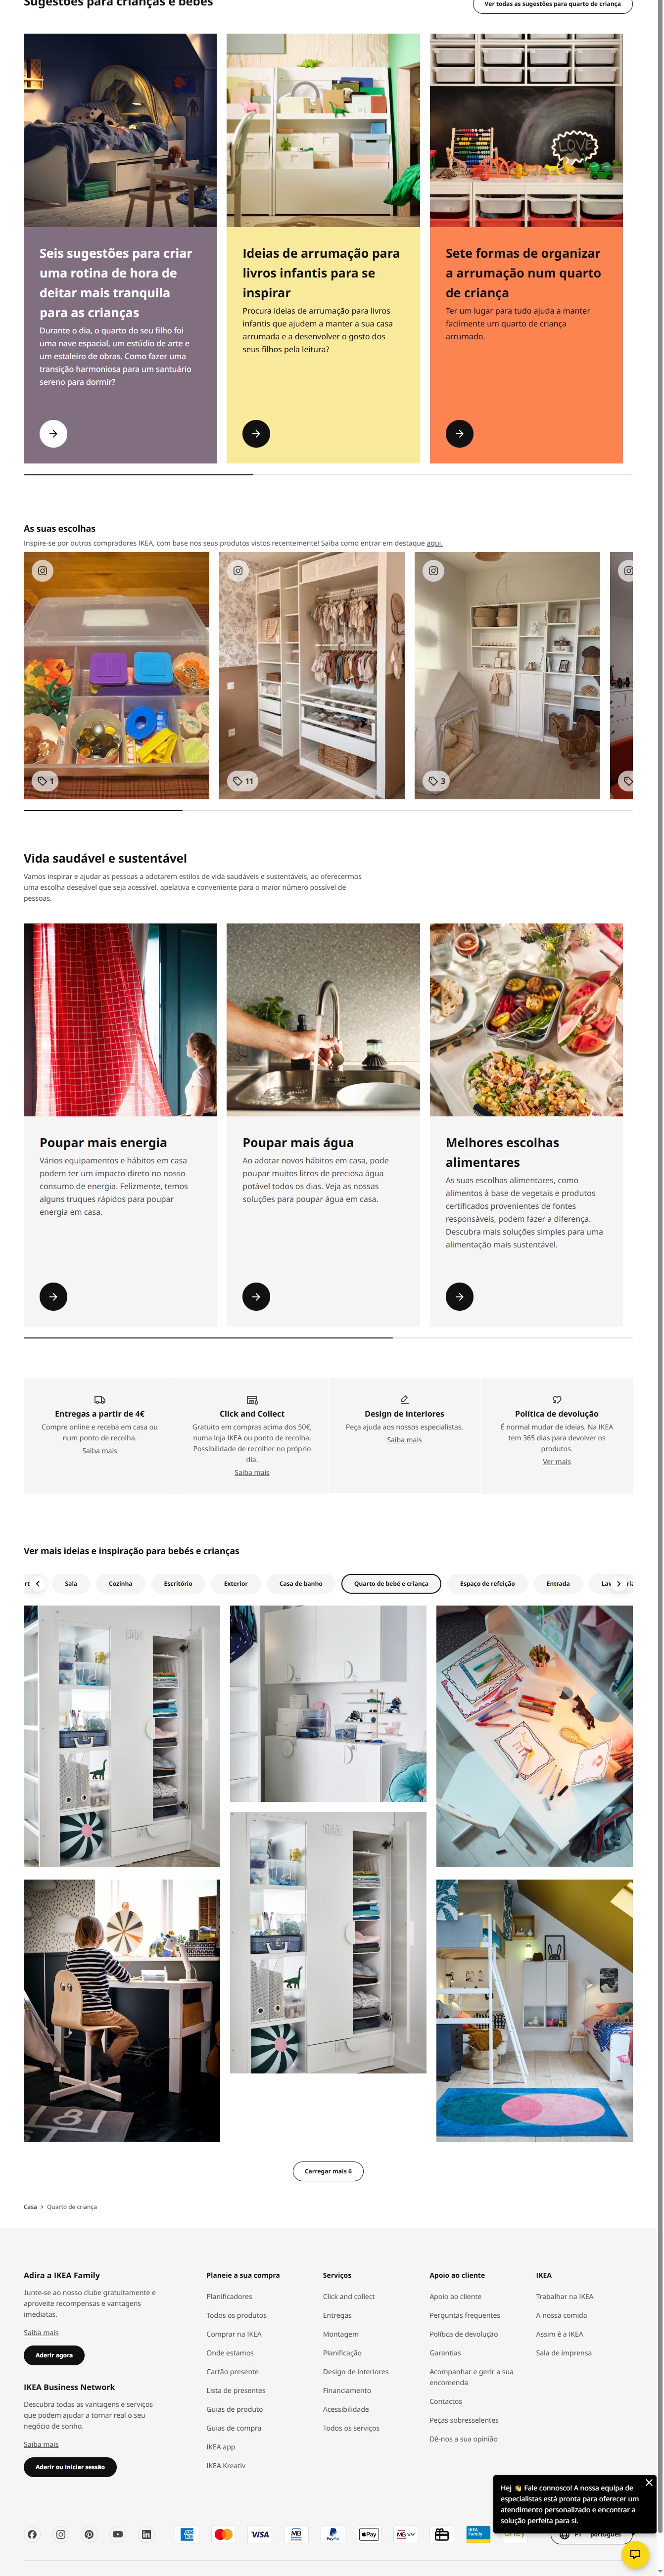 Sugestões para crianças e bebés
Ver todas as sugestões para quarto de criança
Seis sugestões para criar
uma rotina de hora de
deitar mais tranquila
para as crianças
Durante o dia, o quarto do seu filho foi
uma nave espacial, um estúdio de arte e
um estaleiro de obras. Como fazer uma
transição harmoniosa para um santuário
sereno para dormir?
Ideias de arrumação para
livros infantis para se
inspirar
Procura ideias de arrumação para livros
infantis que ajudem a manter a sua casa
arrumada e a desenvolver o gosto dos
seus filhos pela leitura?
LOVE
Sete formas de organizar
a arrumação num quarto
de criança
Ter um lugar para tudo ajuda a manter
facilmente um quarto de criança
arrumado.
As suas escolhas
Inspire-se por outros compradores IKEA, com base nos seus produtos vistos recentemente! Saiba como entrar em destaque aqui.
1
11
3
Vida saudável e sustentável
Vamos inspirar e ajudar as pessoas a adotarem estilos de vida saudáveis e sustentáveis, ao oferecermos
uma escolha desejável que seja acessível, apelativa e conveniente para o maior número possível de
pessoas.
Poupar mais energia
Vários equipamentos e hábitos em casa
podem ter um impacto direto no nosso
consumo de energia. Felizmente, temos
alguns truques rápidos para poupar
energia em casa.
Poupar mais água
Ao adotar novos hábitos em casa, pode
poupar muitos litros de preciosa água
potável todos os dias. Veja as nossas
soluções para poupar água em casa.
Melhores escolhas
alimentares
As suas escolhas alimentares, como
alimentos à base de vegetais e produtos
certificados provenientes de fontes
responsáveis, podem fazer a diferença.
Descubra mais soluções simples para uma
alimentação mais sustentável.
Entregas a partir de 4€
Compre online e receba em casa ou
num ponto de recolha.
Saiba mais
Click and Collect
Gratuito em compras acima dos 50€,
numa loja IKEA ou ponto de recolha.
Possibilidade de recolher no próprio
dia.
Saiba mais
Design de interiores
Peça ajuda aos nossos especialistas.
Saiba mais
Política de devolução
É normal mudar de ideias. Na IKEA
tem 365 dias para devolver os
produtos.
Ver mais
Ver mais ideias e inspiração para bebés e crianças
Sala
Cozinha
Escritório
Exterior
Casa de banho
Quarto de bebé e criança
Espaço de refeição
Entrada
Carregar mais 6
Casa › Quarto de criança
Adira a IKEA Family
Junte-se ao nosso clube gratuitamente e
aproveite recompensas e vantagens
imediatas.
Saiba mais
Aderir agora
IKEA Business Network
Descubra todas as vantagens e serviços
que podem ajudar a tornar real o seu
negócio de sonho.
Saiba mais
Aderir ou Iniciar sessão
Planeie a sua compra
Planificadores
Todos os produtos
Comprar na IKEA
Onde estamos
Cartão presente
Lista de presentes
Guias de produto
Guias de compra
IKEA app
IKEA Kreativ
Serviços
Click and collect
Entregas
Montagem
Planificação
Design de interiores
Financiamento
Acessibilidade
Todos os serviços
Apoio ao cliente
Apoio ao cliente
Perguntas frequentes
Política de devolução
Garantias
Acompanhar e gerir a sua
encomenda
Contactos
Peças sobresselentes
Dê-nos a sua opinião
IKEA
Trabalhar na IKEA
A nossa comida
Assim é a IKEA
Sala de imprensa
Hej 👋 Fale connosco! A nossa equipa de
especialistas está pronta para oferecer um
atendimento personalizado e encontrar a
solução perfeita para si.
VISA
MB
PayPal
Pay
MB WAY
IKEA
Family
PT
português